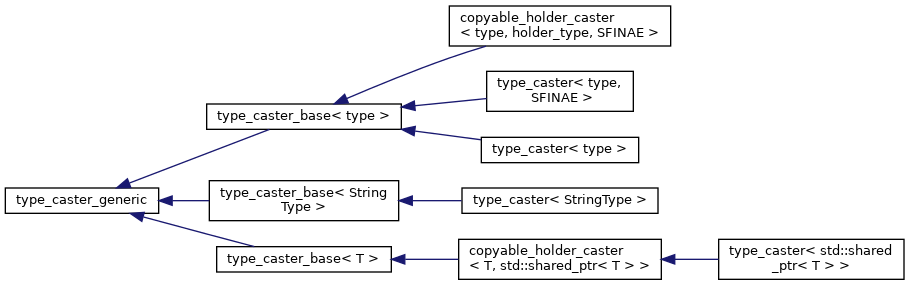 copyable_holder_caster
< type, holder_type, SFINAE >
type_caster< type,
SFINAE >
type_caster_base< type >
type_caster< type >
type_caster_generic
type_caster_base< String
Type >
type_caster< StringType >
type_caster_base< T >
copyable_holder_caster
< T, std::shared_ptr< T > >
type_caster< std::shared
_ptr< T > >